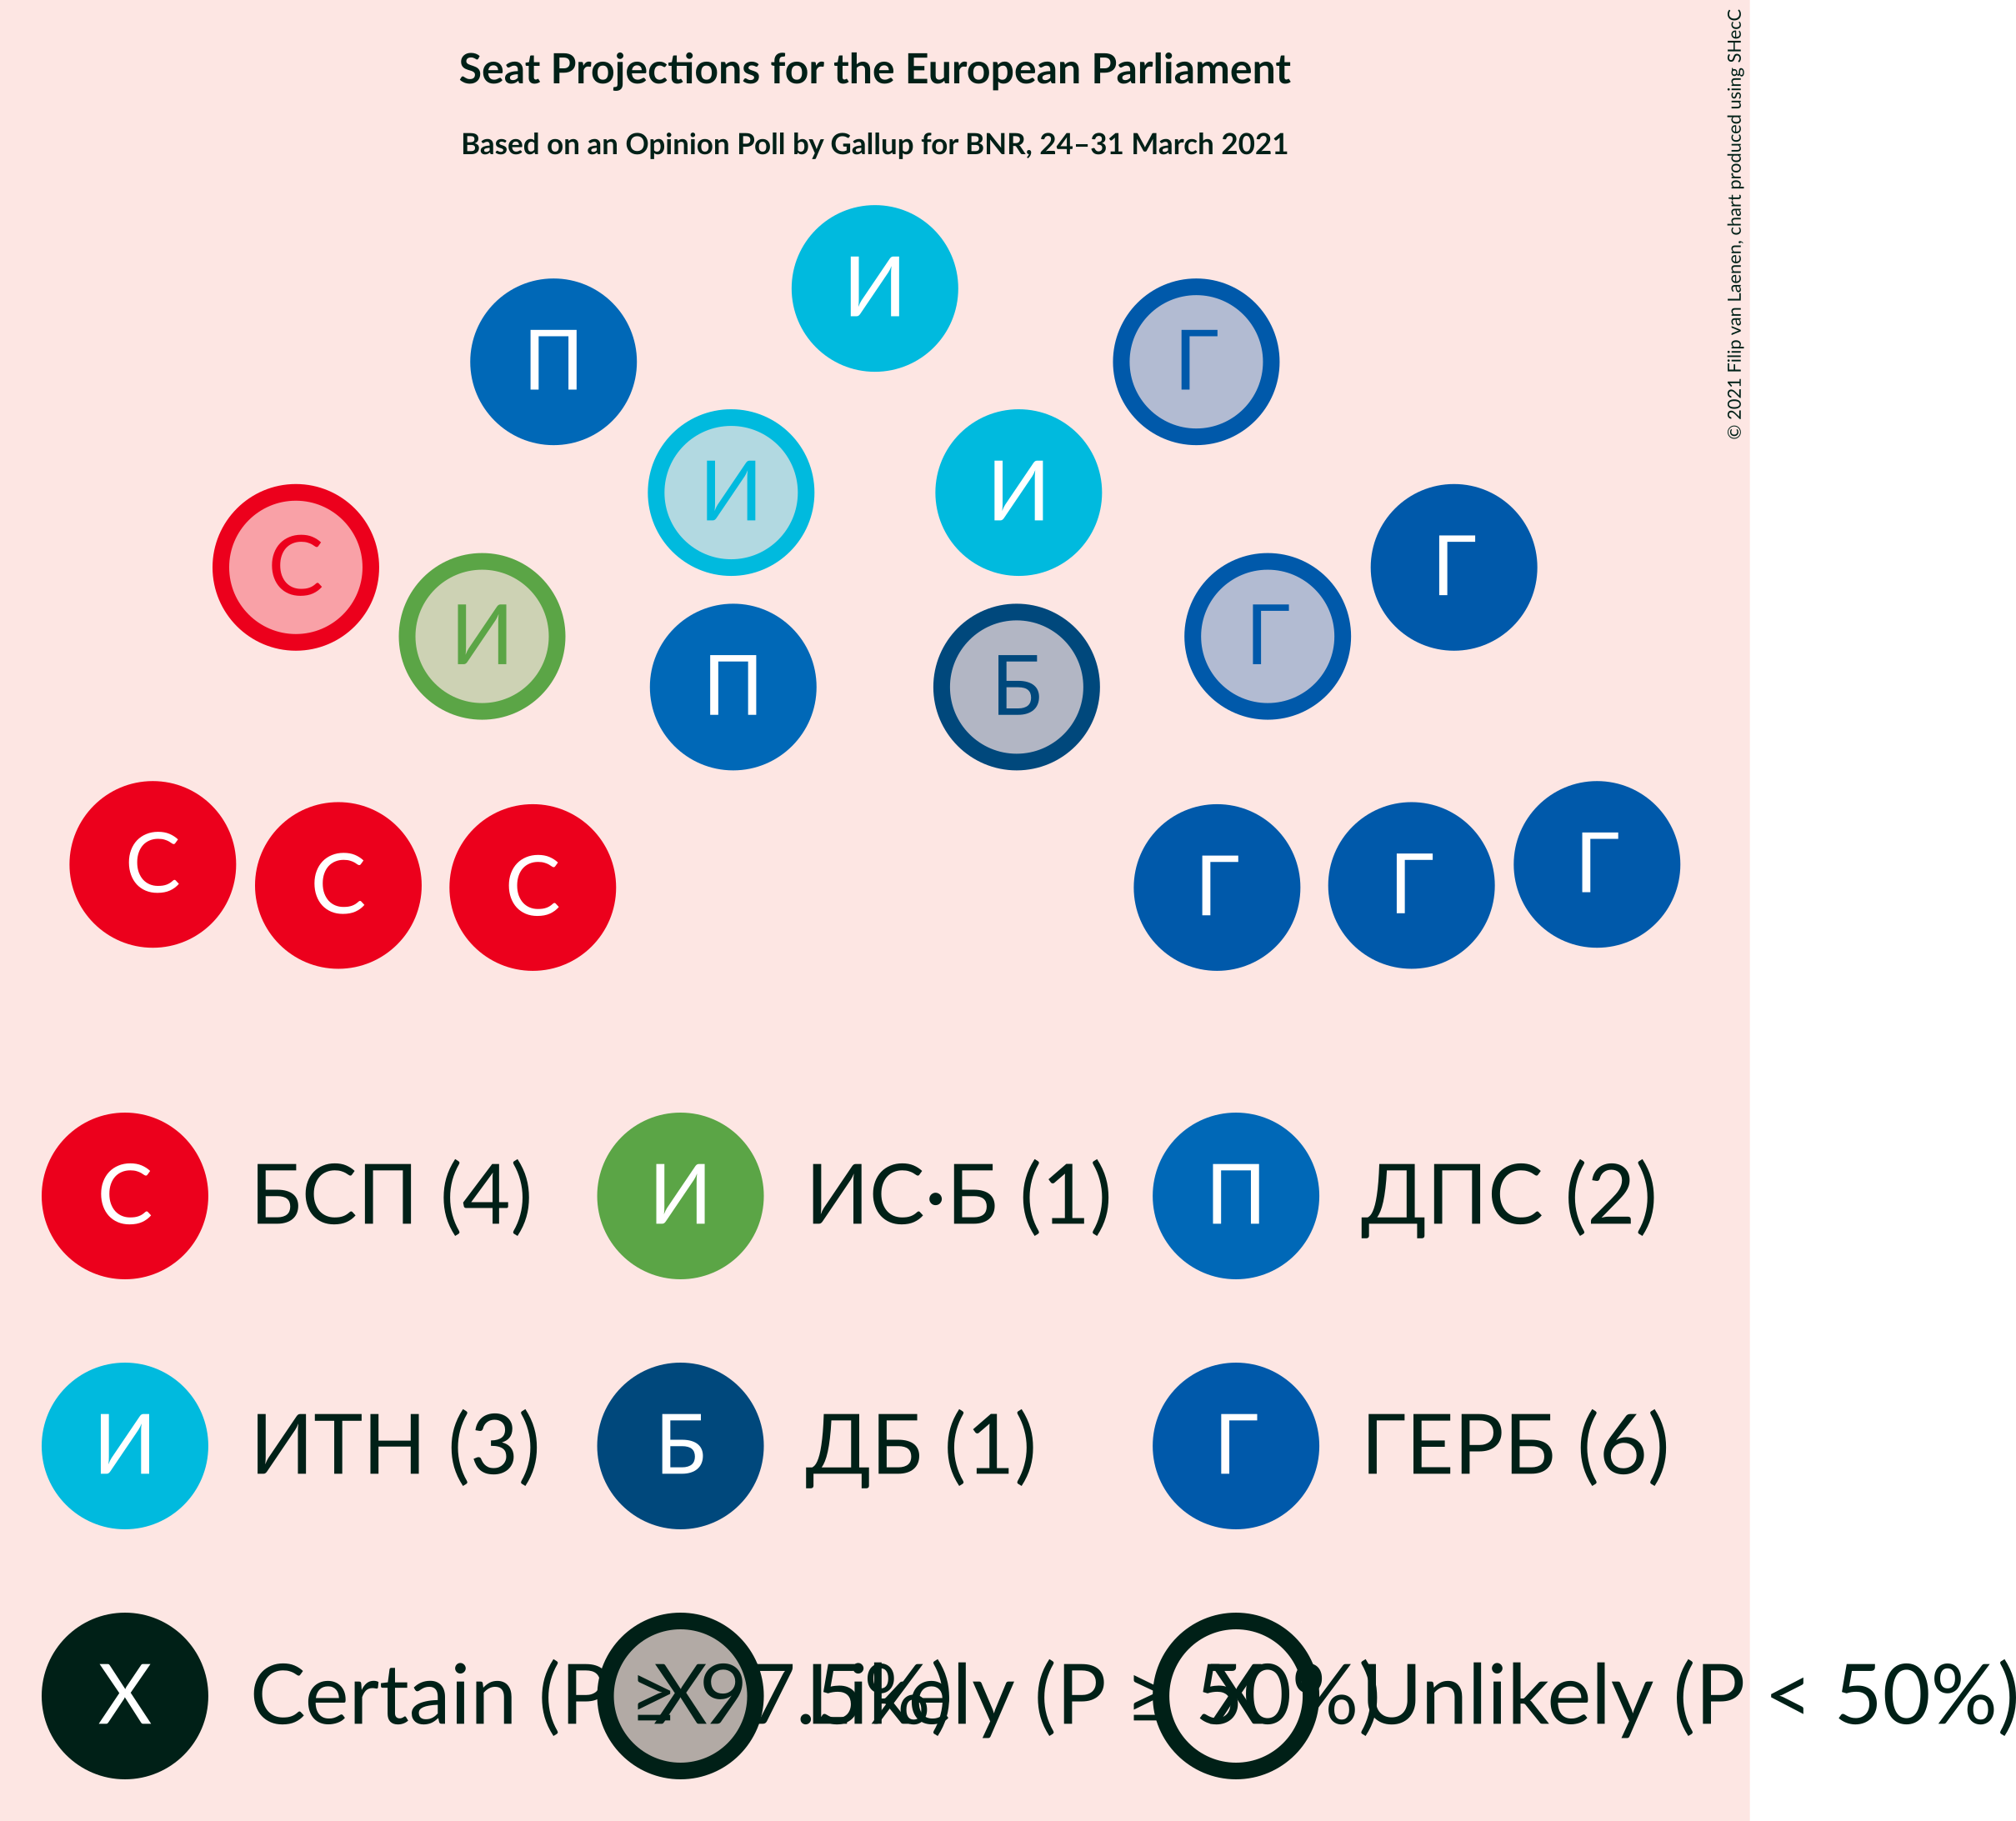 Seat Projections for the European Parliament
Based on an Opinion Poll by Gallup for BNR, 24–31 March 2021
© 2021 Filip van Laenen, chart produced using SHecC
И
П Г
И И
С Г
И Г
П Б
С Г
С Г
С Г
С БСП (4) И ИС•Б (1) П ДПС (2)
И ИТН (3) Б ДБ (1) Г ГЕРБ (6)
X Certain (P ≥ 97.5%) X Likely (P ≥ 50%) X Unlikely (P < 50%)